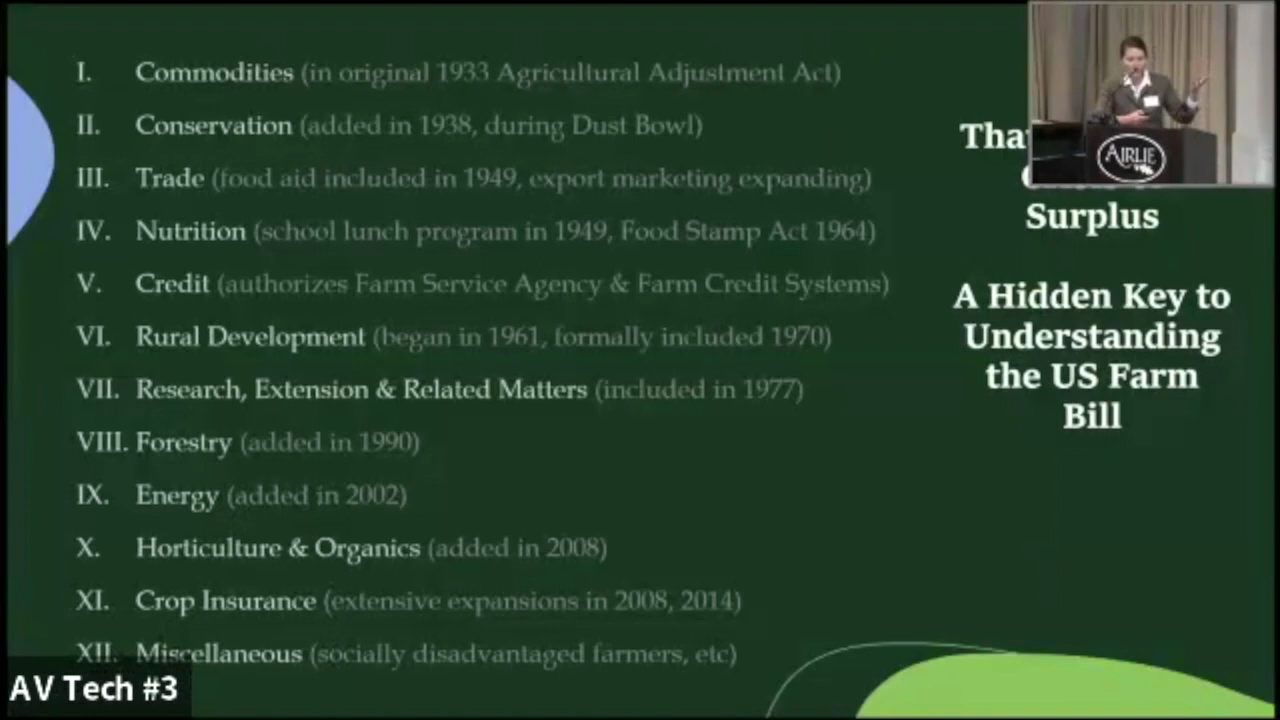 I. Commodities (in original 1933 Agricultural Adjustment Act)
II. Conservation (added in 1938, during Dust Bowl)
III. Trade (food aid included in 1949, export marketing expanding)
IV. Nutrition (school lunch program in 1949, Food Stamp Act 1964)
V. Credit (authorizes Farm Service Agency & Farm Credit Systems)
VI. Rural Development (began in 1961, formally included 1970)
VII. Research, Extension & Related Matters (included in 1977)
VIII. Forestry (added in 1990)
IX. Energy (added in 2002)
X. Horticulture & Organics (added in 2008)
XI. Crop Insurance (extensive expansions in 2008, 2014)
XII. Miscellaneous (socially disadvantaged farmers, etc)
Surplus
A Hidden Key to
Understanding
the US Farm
Bill
AIRLIE
AV Tech #3